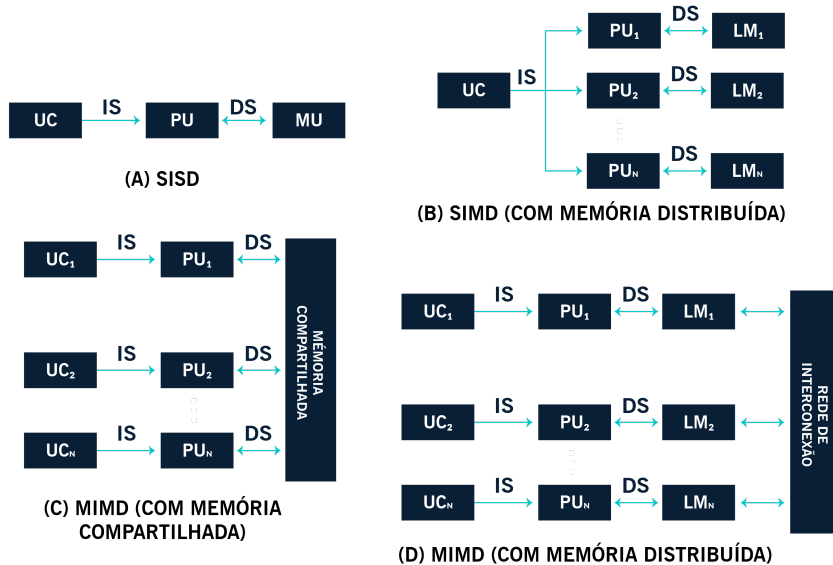 IS
DS
UC
PU
MU
(A) SISD
DS
PU₁
LM₁
IS
DS
UC
PU₂
LM₂
DS
PUₙ
LMₙ
(B) SIMD (COM MEMÓRIA DISTRIBUÍDA)
IS
DS
UC₁
PU₁
IS
DS
UC₂
PU₂
IS
DS
UCₙ
PUₙ
MÉMORIA
COMPARTILHADA
(C) MIMD (COM MEMÓRIA
COMPARTILHADA)
IS
DS
UC₁
PU₁
LM₁
IS
DS
UC₂
PU₂
LM₂
IS
DS
UCₙ
PUₙ
LMₙ
REDE DE
INTERCONEXÃO
(D) MIMD (COM MEMÓRIA DISTRIBUÍDA)